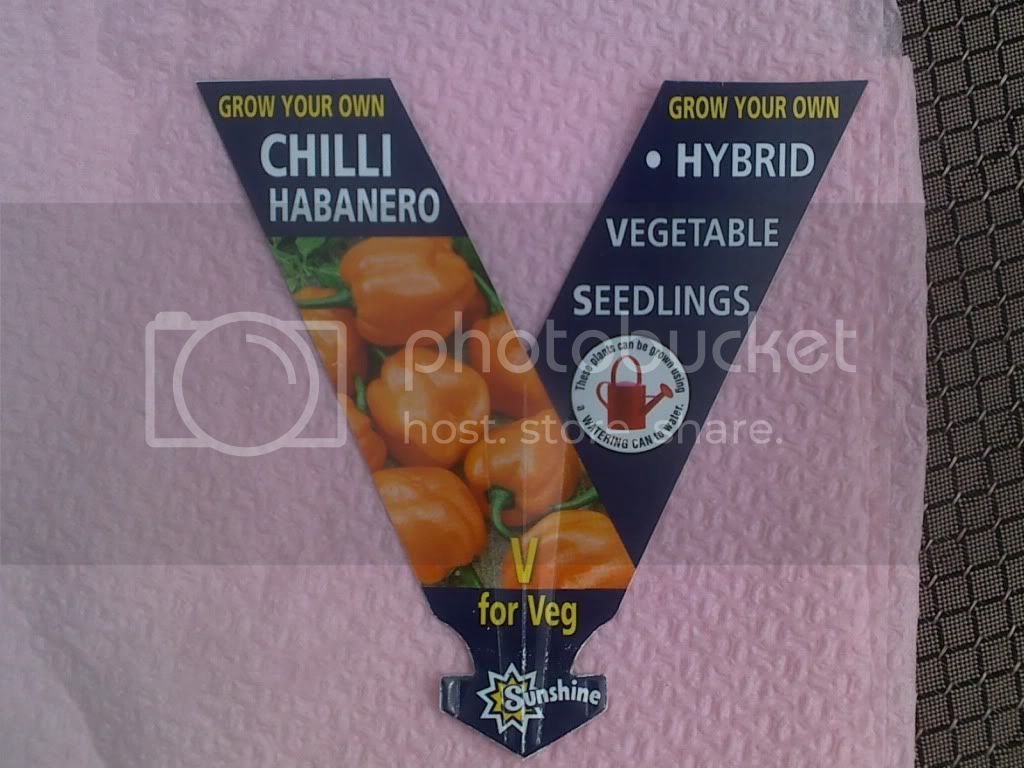 GROW YOUR OWN
CHILLI
HABANERO
GROW YOUR OWN
• HYBRID
VEGETABLE
SEEDLINGS
These plants can be grown using
a WATERING CAN to water.
V
for Veg
Sunshine
photobucket
host. store. share.